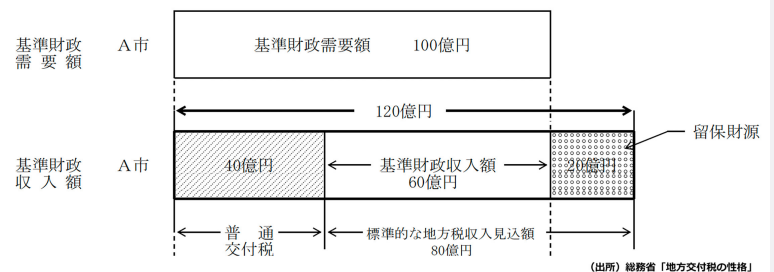 基準財政
需要額
A市
基準財政需要額 100億円
120億円
留保財源
基準財政
収入額
A市
40億円
基準財政収入額
60億円
20億円
普通
交付税
標準的な地方税収入見込額
80億円
(出所)総務省「地方交付税の性格」